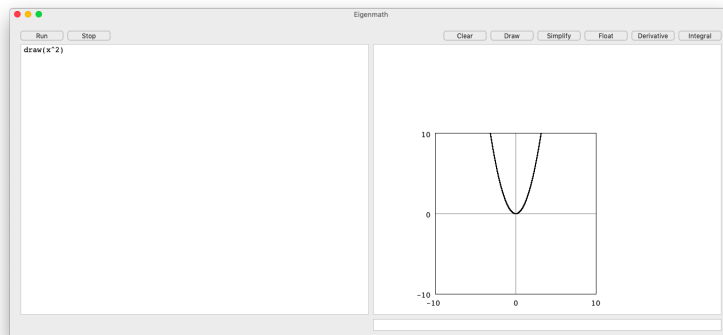 Eigenmath
Run Stop Clear Draw Simplify Float Derivative Integral
draw(x^2)
10
0
-10
-10 0 10